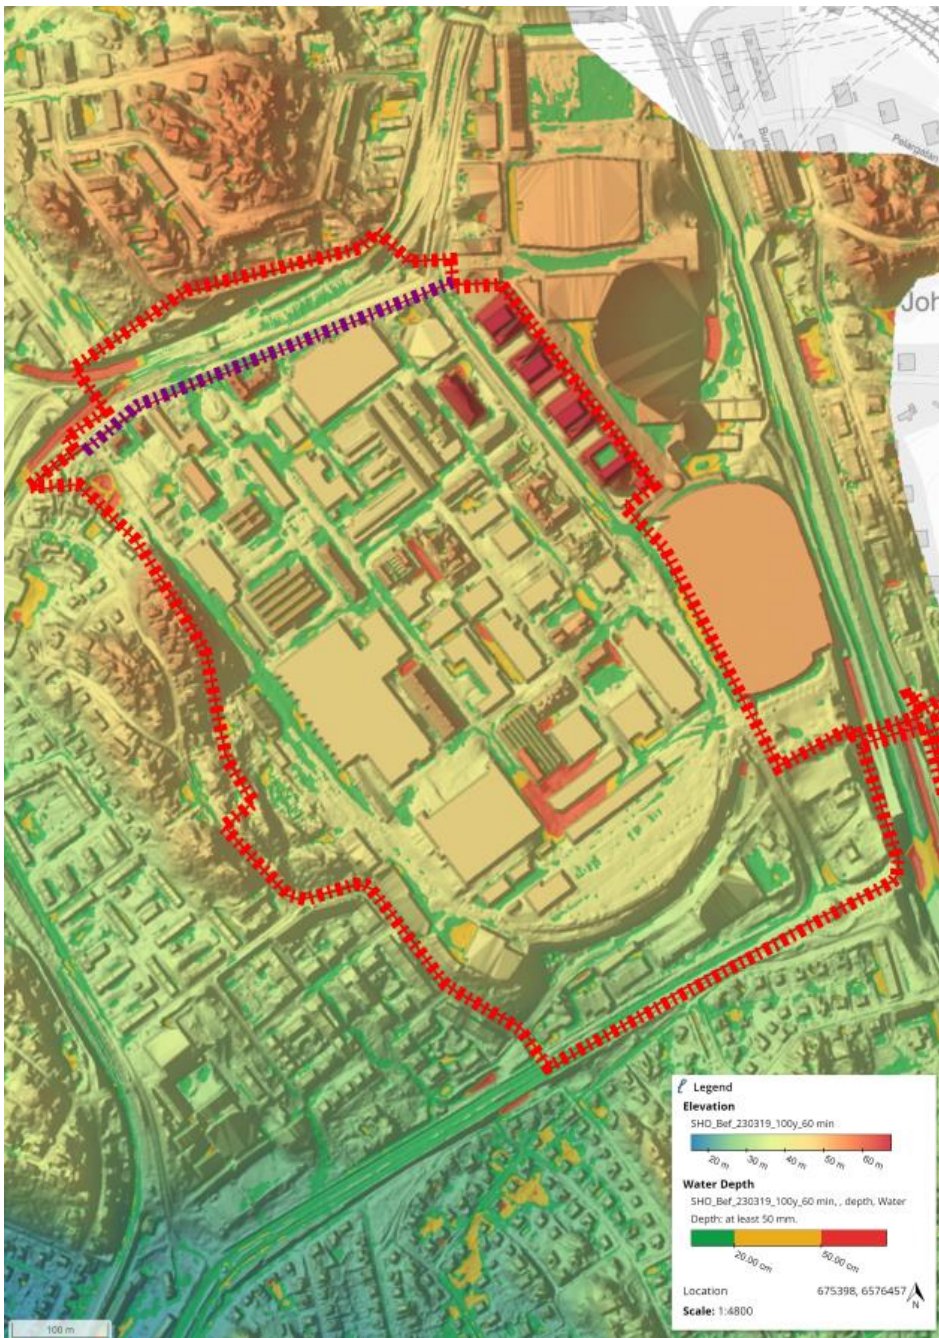 Pelargatan
Joh
Legend
Elevation
SHO_Bef_230319_100y_60 min
20 m
30 m
40 m
50 m
60 m
Water Depth
SHO_Bef_230319_100y_60 min, , depth, Water
Depth: at least 50 mm.
20.00 cm
50.00 cm
Location
675398, 6576457
N
Scale: 1:4800
100 m